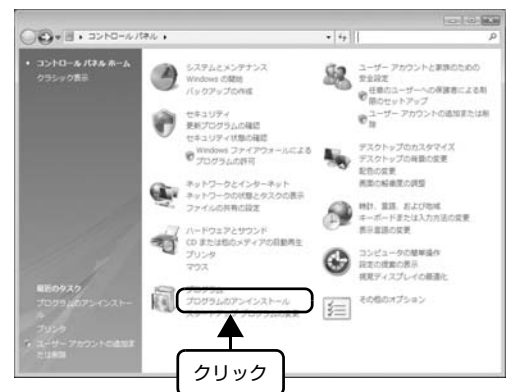 コントロール パネル
コントロール パネル ホーム
クラシック表示
システムとメンテナンス
Windows の開始
バックアップの作成
セキュリティ
更新プログラムの確認
セキュリティ状態の確認
Windows ファイアウォールによる
プログラムの許可
ネットワークとインターネット
ネットワークの状態とタスクの表示
ファイルの共有の設定
ハードウェアとサウンド
CD または他のメディアの自動再生
プリンタ
マウス
プログラム
プログラムのアンインストール
スタートアップ プログラムの変更
ユーザー アカウントと家族のための
安全設定
任意のユーザーへの保護者による制
限のセットアップ
ユーザー アカウントの追加または削
除
デスクトップのカスタマイズ
デスクトップの背景の変更
配色の変更
画面の解像度の調整
時計、言語、および地域
キーボードまたは入力方法の変更
表示言語の変更
コンピュータの簡単操作
設定の提案の表示
視覚ディスプレイの最適化
その他のオプション
最近のタスク
プログラムのアンインストー
ル
プリンタ
ユーザー アカウントの追加ま
たは削除
クリック